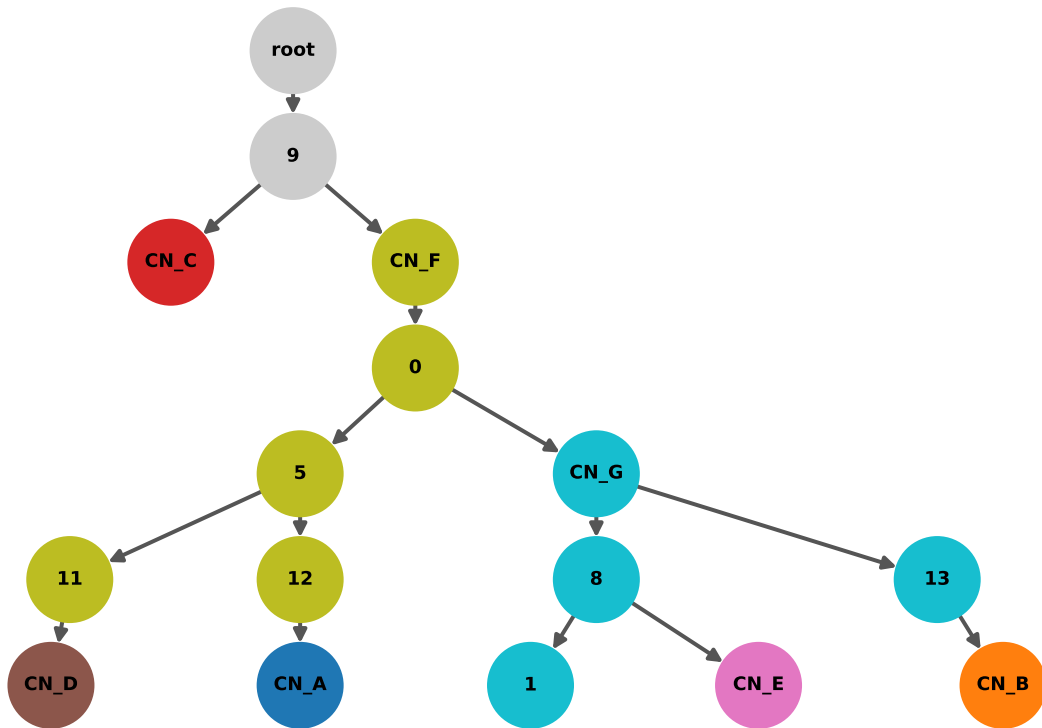 root
9
CN_C
CN_F
0
5
CN_G
11
12
8
13
CN_D
CN_A
1
CN_E
CN_B